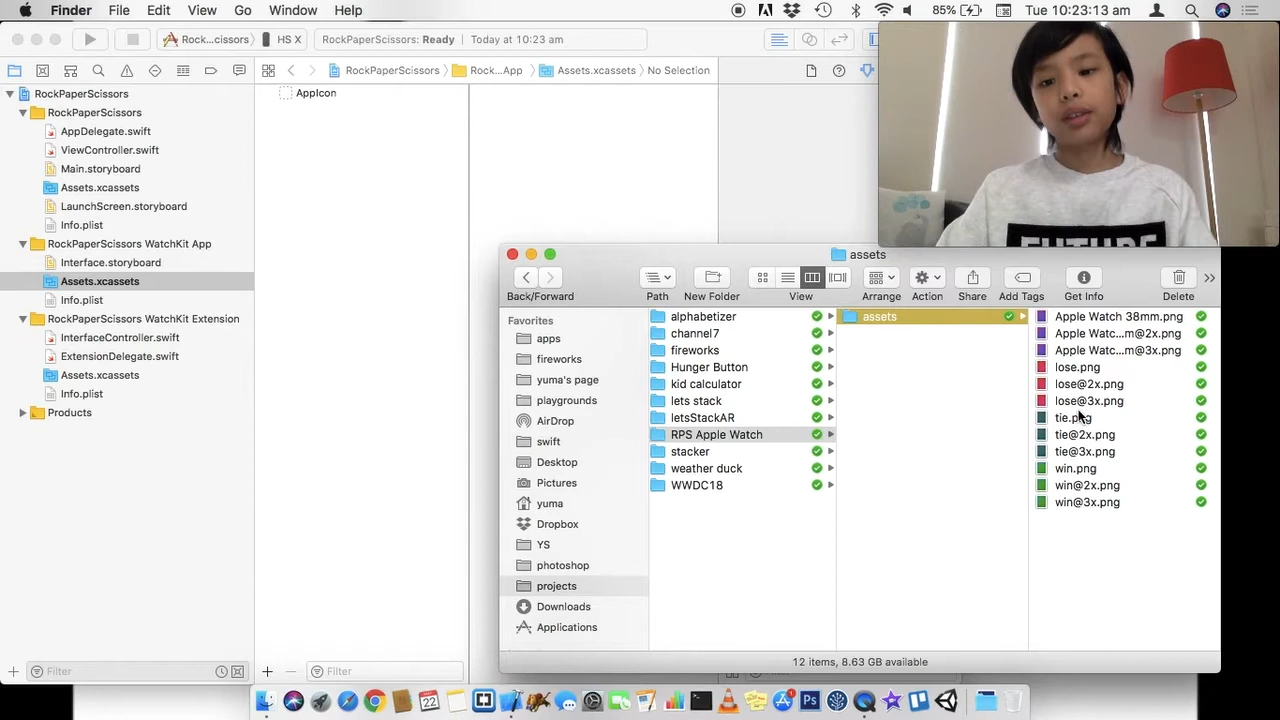 Finder File Edit View Go Window Help 85% Tue 10:23:13 am
Rock...cissors HS X RockPaperScissors: Ready Today at 10:23 am
RockPaperScissors Rock...App Assets.xcassets No Selection
RockPaperScissors
RockPaperScissors
AppDelegate.swift
ViewController.swift
Main.storyboard
Assets.xcassets
LaunchScreen.storyboard
Info.plist
RockPaperScissors WatchKit App
Interface.storyboard
Assets.xcassets
Info.plist
RockPaperScissors WatchKit Extension
InterfaceController.swift
ExtensionDelegate.swift
Assets.xcassets
Info.plist
Products
Filter
AppIcon
Filter
FUTURE
assets
Back/Forward Path New Folder View Arrange Action Share Add Tags Get Info Delete
Favorites
apps
fireworks
yuma's page
playgrounds
AirDrop
swift
Desktop
Pictures
yuma
Dropbox
YS
photoshop
projects
Downloads
Applications
alphabetizer
channel7
fireworks
Hunger Button
kid calculator
lets stack
letsStackAR
RPS Apple Watch
stacker
weather duck
WWDC18
assets
Apple Watch 38mm.png
Apple Watc...m@2x.png
Apple Watc...m@3x.png
lose.png
lose@2x.png
lose@3x.png
tie.png
tie@2x.png
tie@3x.png
win.png
win@2x.png
win@3x.png
12 items, 8.63 GB available
22
Ps